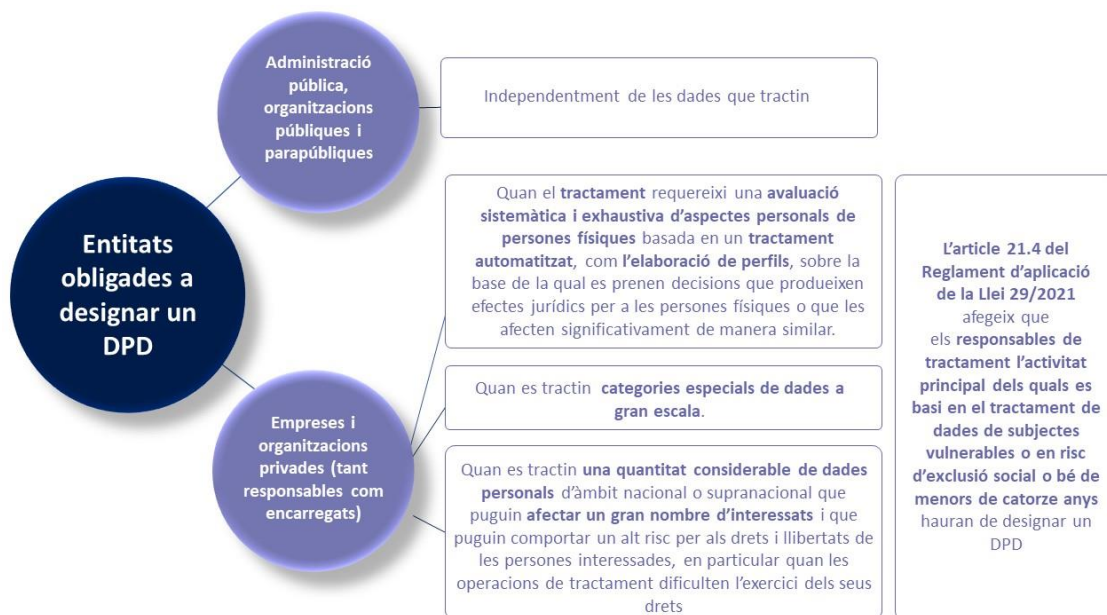 Entitats
obligades a
designar un
DPD
Administració
pública,
organitzacions
públiques i
parapúbliques
Independentment de les dades que tractin
Empreses i
organitzacions
privades (tant
responsables com
encarregats)
Quan el tractament requereixi una avaluació
sistemàtica i exhaustiva d'aspectes personals de
persones físiques basada en un tractament
automatitzat, com l'elaboració de perfils, sobre la
base de la qual es prenen decisions que produeixen
efectes jurídics per a les persones físiques o que les
afecten significativament de manera similar.
Quan es tractin categories especials de dades a
gran escala.
Quan es tractin una quantitat considerable de dades
personals d'àmbit nacional o supranacional que
puguin afectar un gran nombre d'interessats i que
puguin comportar un alt risc per als drets i llibertats de
les persones interessades, en particular quan les
operacions de tractament dificulten l'exercici dels seus
drets
L'article 21.4 del
Reglament d'aplicació
de la Llei 29/2021
afegeix que
els responsables de
tractament l'activitat
principal dels quals es
basi en el tractament de
dades de subjectes
vulnerables o en risc
d'exclusió social o bé de
menors de catorze anys
hauran de designar un
DPD